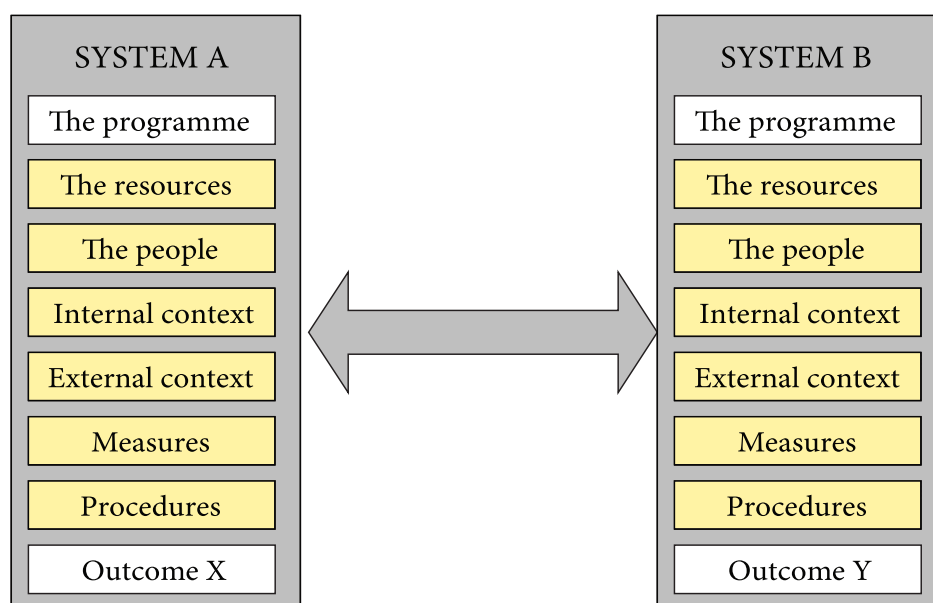 SYSTEM A
The programme
The resources
The people
Internal context
External context
Measures
Procedures
Outcome X
SYSTEM B
The programme
The resources
The people
Internal context
External context
Measures
Procedures
Outcome Y